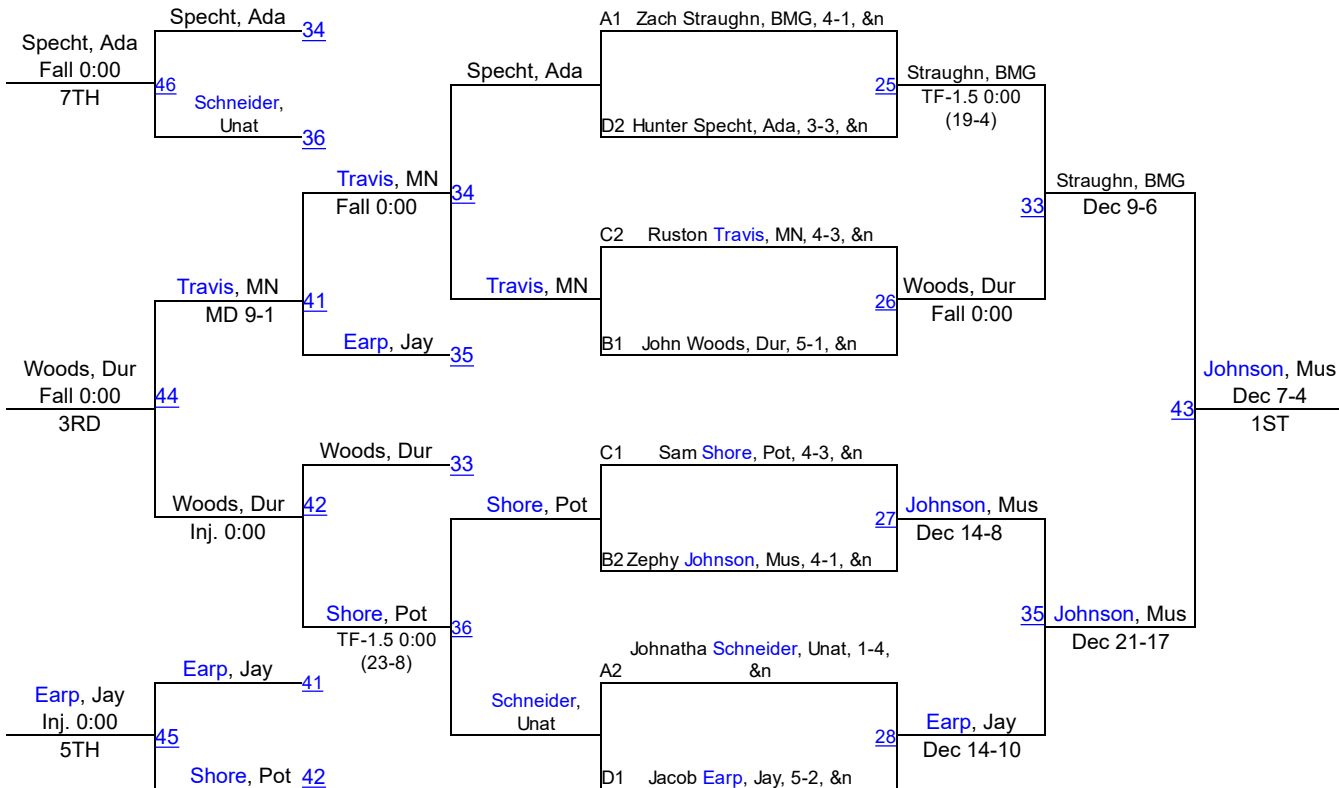 Specht, Ada
34
Specht, Ada
Fall 0:00
46
7TH
Schneider,
Unat
36
Travis, MN
Fall 0:00
34
Travis, MN
MD 9-1
41
Earp, Jay
35
Woods, Dur
Fall 0:00
44
3RD
Woods, Dur
33
Woods, Dur
Inj. 0:00
42
Shore, Pot
TF-1.5 0:00
(23-8)
36
Earp, Jay
41
Earp, Jay
Inj. 0:00
45
5TH
Shore, Pot
42
Specht, Ada
Travis, MN
Shore, Pot
Schneider,
Unat
A1 Zach Straughn, BMG, 4-1, &n
25
D2 Hunter Specht, Ada, 3-3, &n
C2 Ruston Travis, MN, 4-3, &n
26
B1 John Woods, Dur, 5-1, &n
C1 Sam Shore, Pot, 4-3, &n
27
B2 Zephy Johnson, Mus, 4-1, &n
Johnatha Schneider, Unat, 1-4,
&n
A2
28
D1 Jacob Earp, Jay, 5-2, &n
Straughn, BMG
TF-1.5 0:00
(19-4)
Woods, Dur
Fall 0:00
Johnson, Mus
Dec 14-8
Earp, Jay
Dec 14-10
Straughn, BMG
33
Dec 9-6
35
Johnson, Mus
Dec 21-17
Johnson, Mus
Dec 7-4
43
1ST